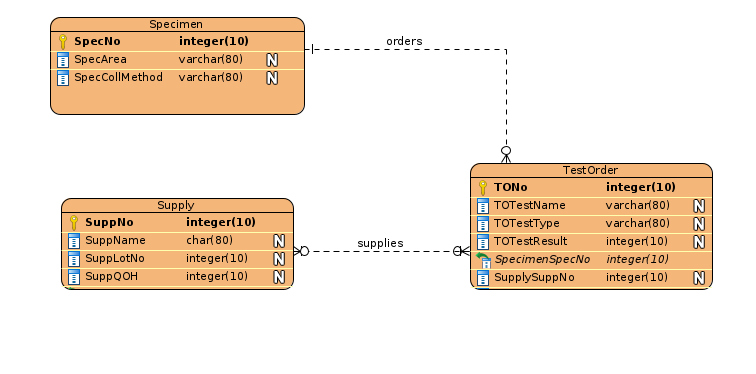 Specimen
SpecNo integer(10)
SpecArea varchar(80) N
SpecCollMethod varchar(80) N
orders
TestOrder
TONo integer(10)
TOTestName varchar(80) N
TOTestType varchar(80) N
TOTestResult integer(10) N
SpecimenSpecNo integer(10)
SupplySuppNo integer(10) N
Supply
SuppNo integer(10)
SuppName char(80) N
SuppLotNo integer(10) N
SuppQOH integer(10) N
supplies